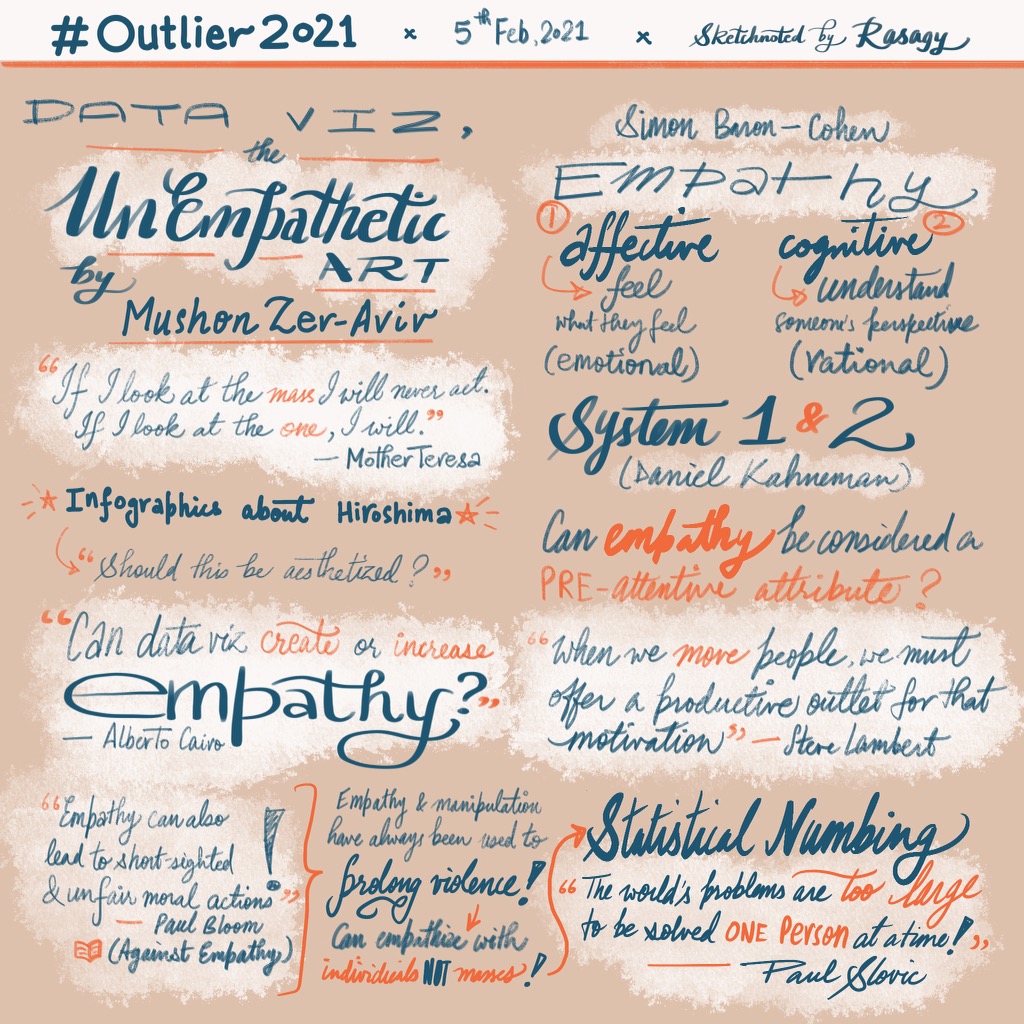 #Outlier2021 × 5th Feb, 2021 × Sketchnoted by Rasagy
DATA VIZ,
the
UnEmpathetic
by ART
Mushon Zer-Aviv
“If I look at the mass I will never act.
If I look at the one, I will.”
— Mother Teresa
Infographics about Hiroshima
“Should this be aesthetized?”
“Can data viz create or increase
empathy?”
— Alberto Cairo
“Empathy can also
lead to short-sighted
& unfair moral actions!”
— Paul Bloom
(Against Empathy)
Empathy & manipulation
have always been used to
prolong violence!
Can empathize with
individuals NOT masses!
Simon Baron-Cohen
Empathy
1 affective
feel
what they feel
(emotional)
cognitive 2
understand
someone's perspective
(rational)
System 1 & 2
(Daniel Kahneman)
Can empathy be considered a
PRE-attentive attribute?
“When we move people, we must
offer a productive outlet for that
motivation” — Steve Lambert
Statistical Numbing
“The world's problems are too large
to be solved ONE Person at a time!”
— Paul Slovic